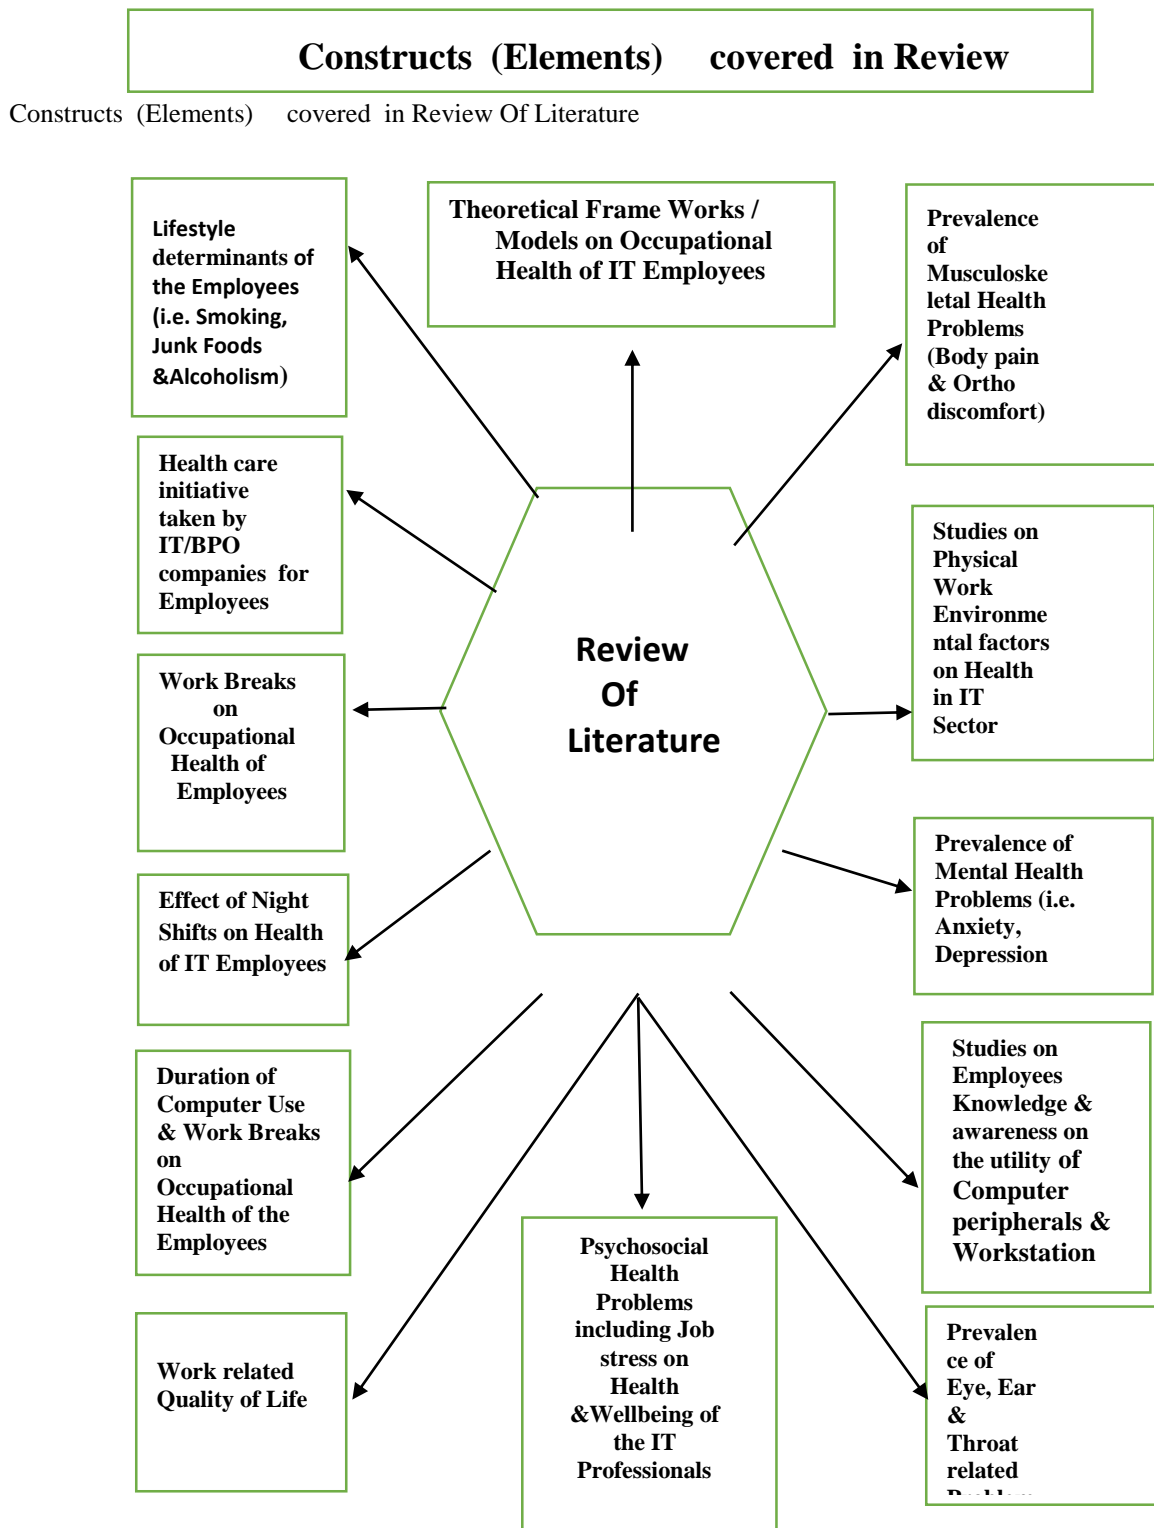 Constructs (Elements) covered in Review
Constructs (Elements) covered in Review Of Literature
Lifestyle
determinants of
the Employees
(i.e. Smoking,
Junk Foods
&Alcoholism)
Theoretical Frame Works /
Models on Occupational
Health of IT Employees
Prevalence
of
Musculoske
letal Health
Problems
(Body pain
& Ortho
discomfort)
Health care
initiative
taken by
IT/BPO
companies for
Employees
Studies on
Physical
Work
Environme
ntal factors
on Health
in IT
Sector
Review
Of
Literature
Work Breaks
on
Occupational
Health of
Employees
Prevalence of
Mental Health
Problems (i.e.
Anxiety,
Depression
Effect of Night
Shifts on Health
of IT Employees
Studies on
Employees
Knowledge &
awareness on
the utility of
Computer
peripherals &
Workstation
Duration of
Computer Use
& Work Breaks
on
Occupational
Health of the
Employees
Psychosocial
Health
Problems
including Job
stress on
Health
&Wellbeing of
the IT
Professionals
Work related
Quality of Life
Prevalen
ce of
Eye, Ear
&
Throat
related